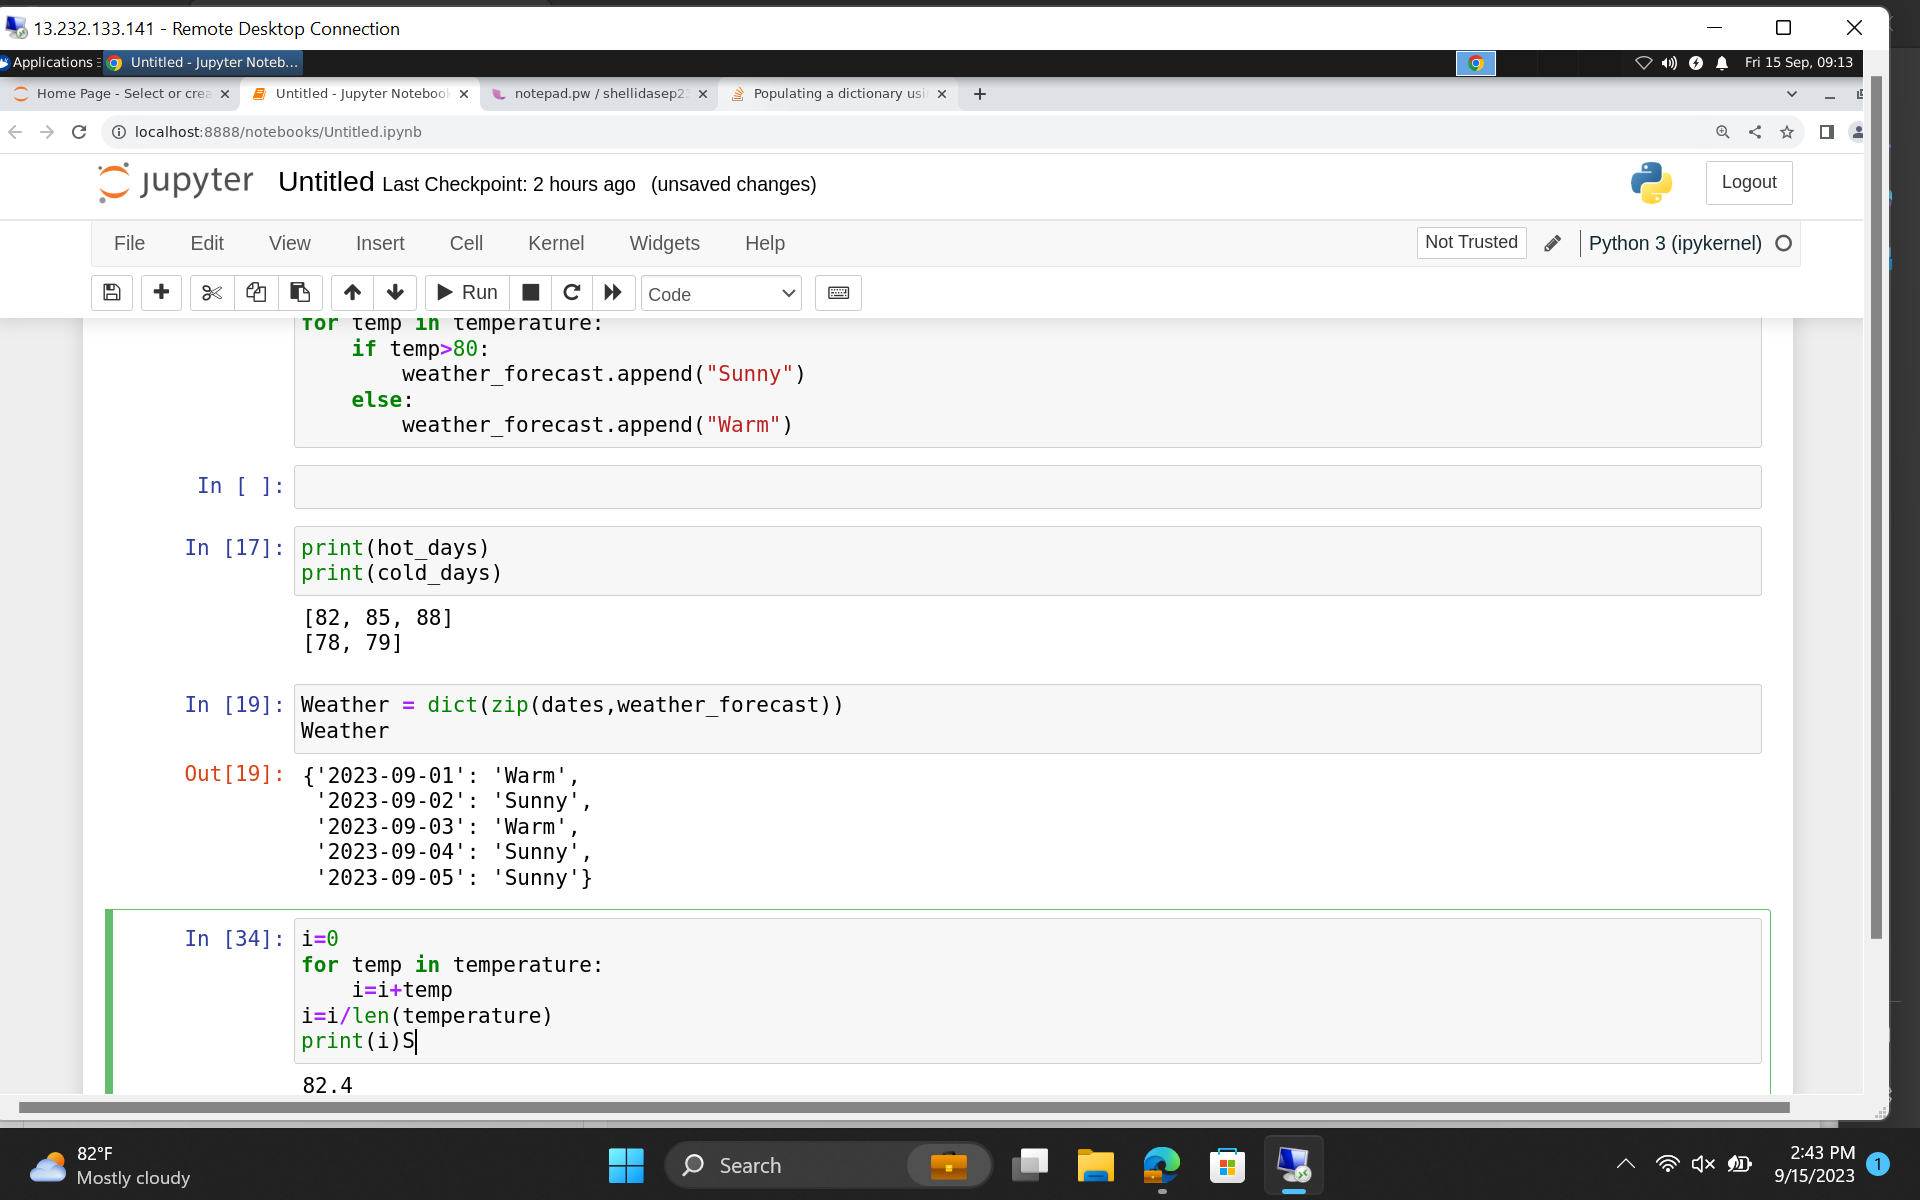 13.232.133.141 - Remote Desktop Connection
Applications
Untitled - Jupyter Noteb...
Fri 15 Sep, 09:13
Home Page - Select or crea
Untitled - Jupyter Notebook
notepad.pw / shellidasep23
Populating a dictionary usi
localhost:8888/notebooks/Untitled.ipynb
jupyter Untitled Last Checkpoint: 2 hours ago (unsaved changes)
Logout
File Edit View Insert Cell Kernel Widgets Help
Not Trusted
Python 3 (ipykernel)
Run
Code
for temp in temperature:
    if temp>80:
        weather_forecast.append("Sunny")
    else:
        weather_forecast.append("Warm")
In [ ]:
In [17]: print(hot_days)
print(cold_days)
[82, 85, 88]
[78, 79]
In [19]: Weather = dict(zip(dates,weather_forecast))
Weather
Out[19]: {'2023-09-01': 'Warm',
 '2023-09-02': 'Sunny',
 '2023-09-03': 'Warm',
 '2023-09-04': 'Sunny',
 '2023-09-05': 'Sunny'}
In [34]: i=0
for temp in temperature:
    i=i+temp
i=i/len(temperature)
print(i)S
82.4
82°F
Mostly cloudy
Search
2:43 PM
9/15/2023
1